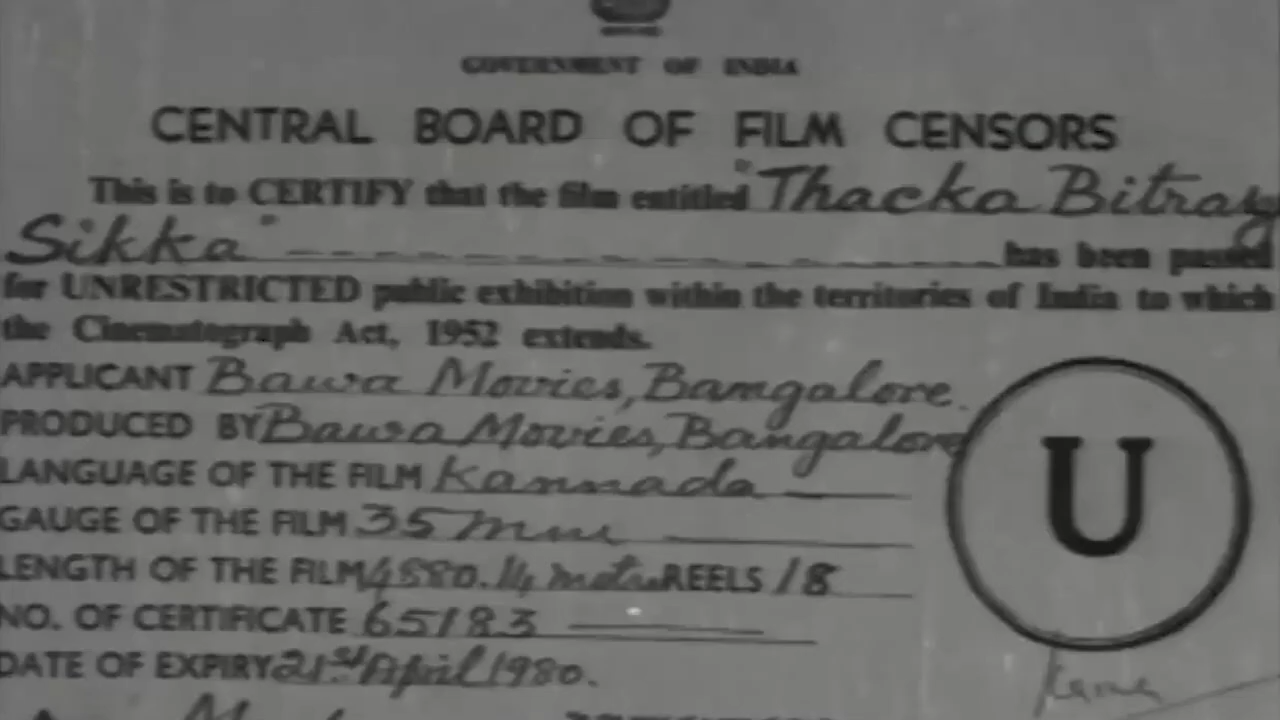 GOVERNMENT OF INDIA
CENTRAL BOARD OF FILM CENSORS
This is to CERTIFY that the film entitled "Thacka Bitray
Sikka" has been passed
for UNRESTRICTED public exhibition within the territories of India to which
the Cinematograph Act, 1952 extends.
APPLICANT Bawa Movies, Bangalore.
PRODUCED BY Bawa Movies, Bangalore
LANGUAGE OF THE FILM Kannada
GAUGE OF THE FILM 35 mm
LENGTH OF THE FILM 4880.14 REELS 18
NO. OF CERTIFICATE 65183
DATE OF EXPIRY 21st April 1980.
U